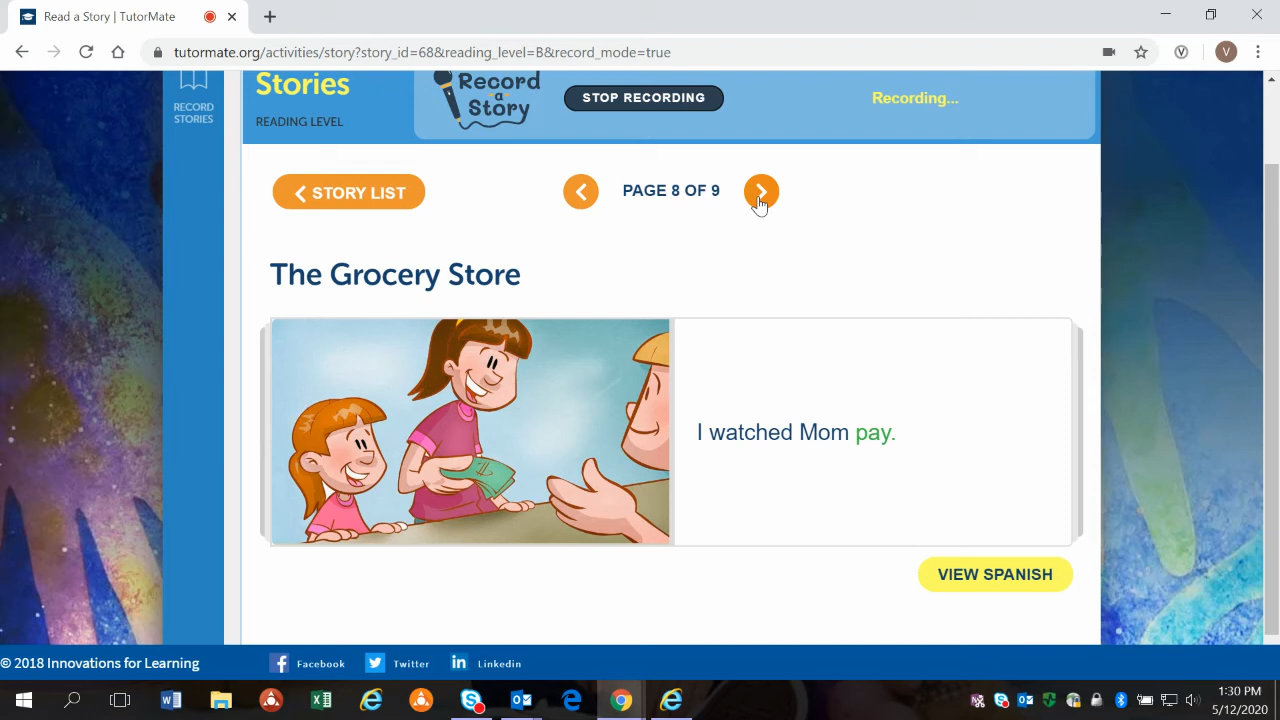 Read a Story | TutorMate
tutormate.org/activities/story?story_id=68&reading_level=B&record_mode=true
V
V
RECORD
STORIES
Stories
READING LEVEL
Record
a
Story
STOP RECORDING
Recording...
STORY LIST
PAGE 8 OF 9
The Grocery Store
I watched Mom pay.
VIEW SPANISH
© 2018 Innovations for Learning
Facebook
Twitter
Linkedin
1:30 PM
5/12/2020